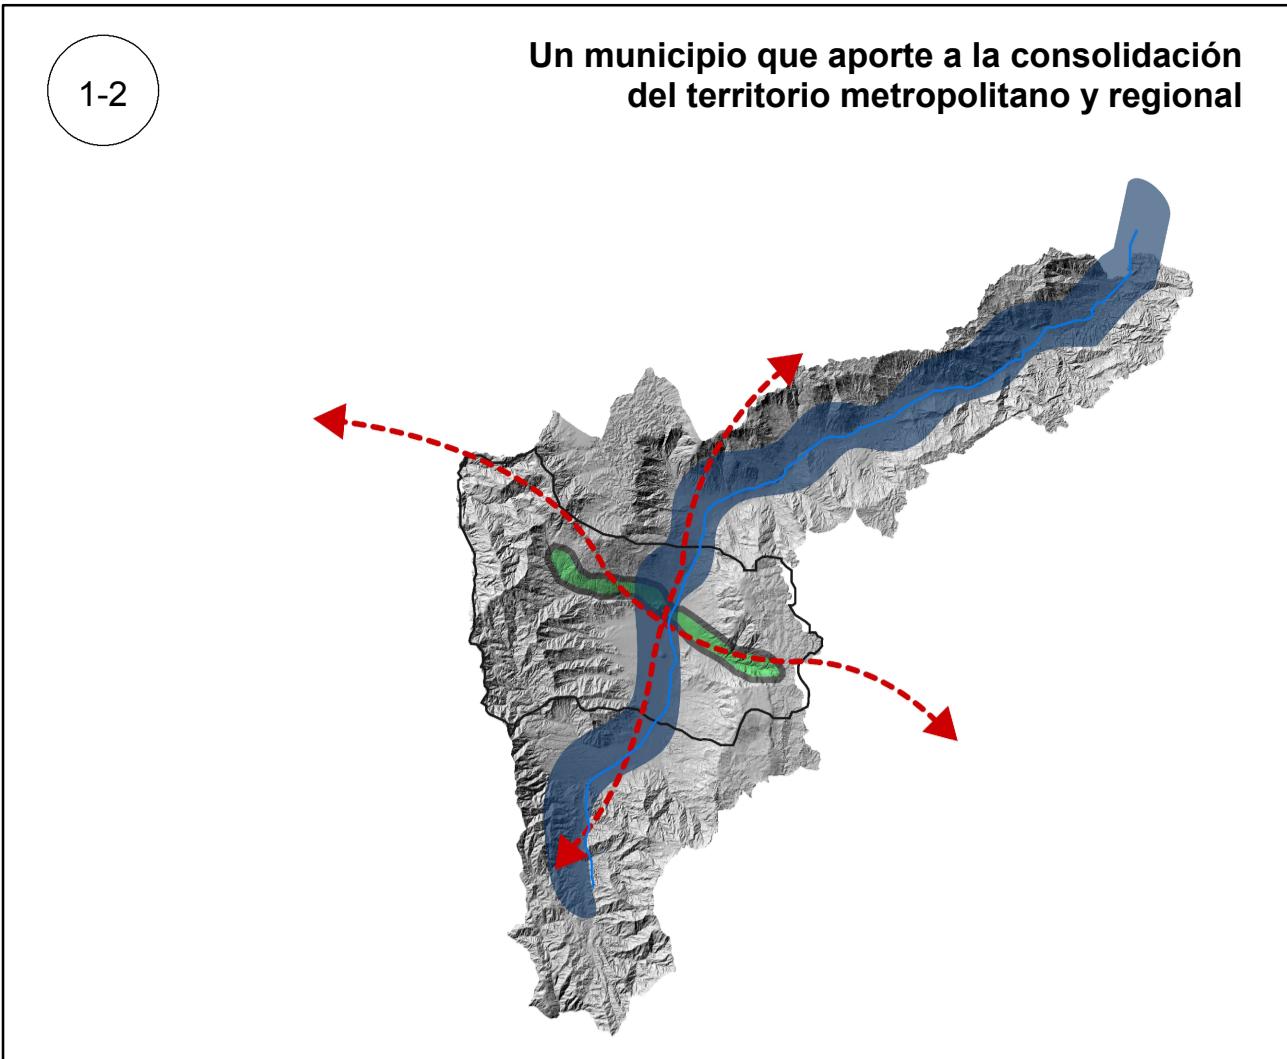 1-2
Un municipio que aporte a la consolidación
del territorio metropolitano y regional